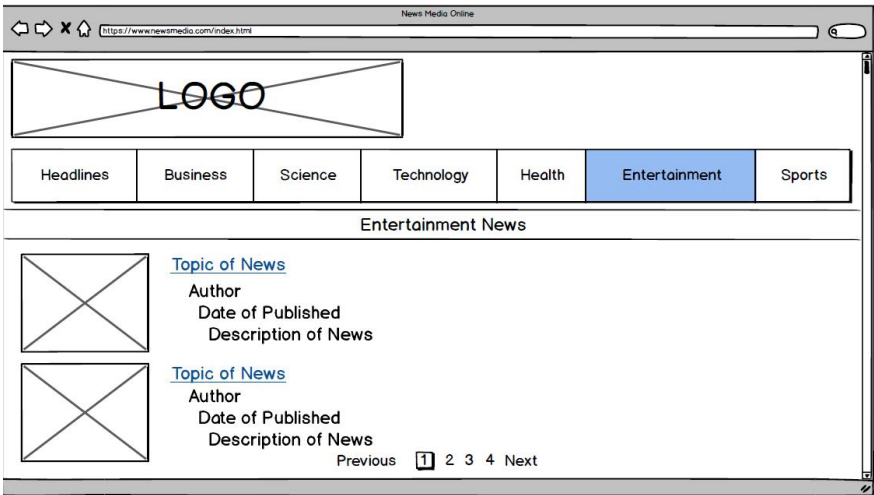 News Media Online
https://www.newsmedia.com/index.html
LOGO
Headlines Business Science Technology Health Entertainment Sports
Entertainment News
Topic of News
Author
Date of Published
Description of News
Topic of News
Author
Date of Published
Description of News
Previous 1 2 3 4 Next